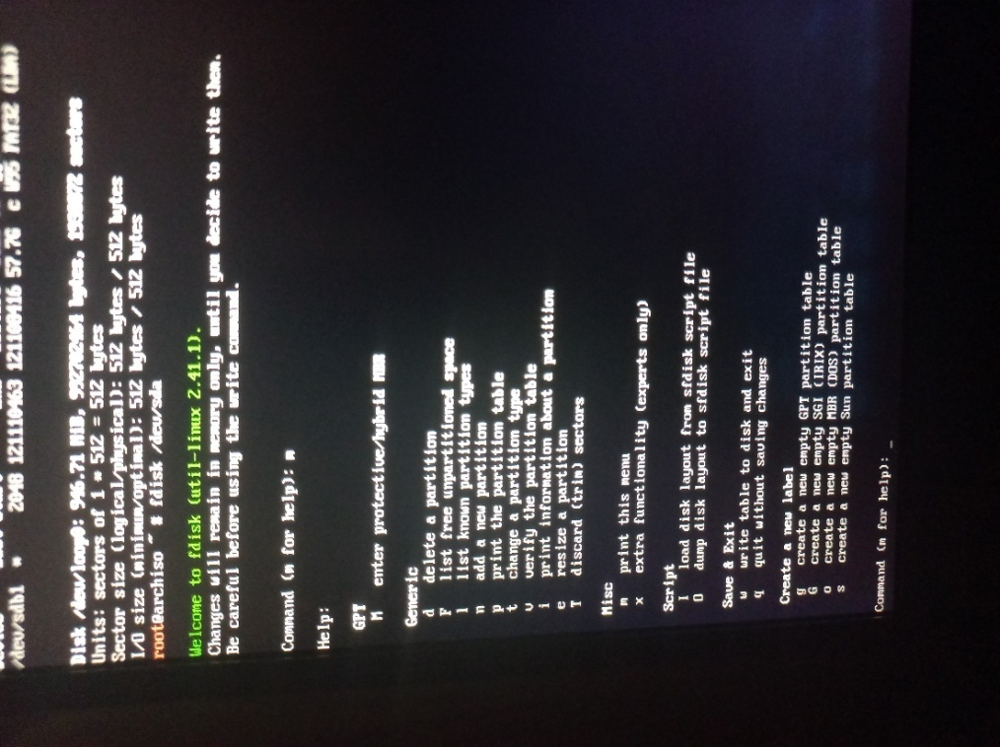 /dev/sdb1 * 2048 121110463 121108416 57.7G c W95 FAT32 (LBA)
Disk /dev/loop0: 946.71 MiB, 992702464 bytes, 1938872 sectors
Units: sectors of 1 * 512 = 512 bytes
Sector size (logical/physical): 512 bytes / 512 bytes
I/O size (minimum/optimal): 512 bytes / 512 bytes
root@archiso ~ # fdisk /dev/sda
Welcome to fdisk (util-linux 2.41.1).
Changes will remain in memory only, until you decide to write them.
Be careful before using the write command.
Command (m for help): m
Help:
GPT
M enter protective/hybrid MBR
Generic
d delete a partition
F list free unpartitioned space
l list known partition types
n add a new partition
p print the partition table
t change a partition type
v verify the partition table
i print information about a partition
e resize a partition
T discard (trim) sectors
Misc
m print this menu
x extra functionality (experts only)
Script
I load disk layout from sfdisk script file
O dump disk layout to sfdisk script file
Save & Exit
w write table to disk and exit
q quit without saving changes
Create a new label
g create a new empty GPT partition table
G create a new empty SGI (IRIX) partition table
o create a new empty MBR (DOS) partition table
s create a new empty Sun partition table
Command (m for help): _